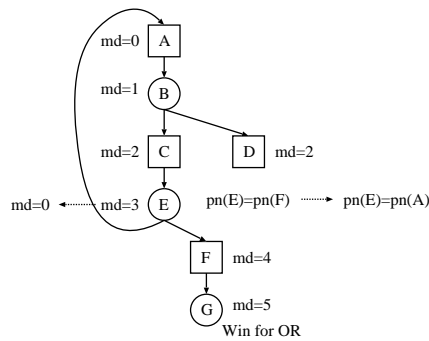 md=0 A
md=1 B
md=2 C D md=2
md=0 md=3 E pn(E)=pn(F) pn(E)=pn(A)
F md=4
G md=5
Win for OR